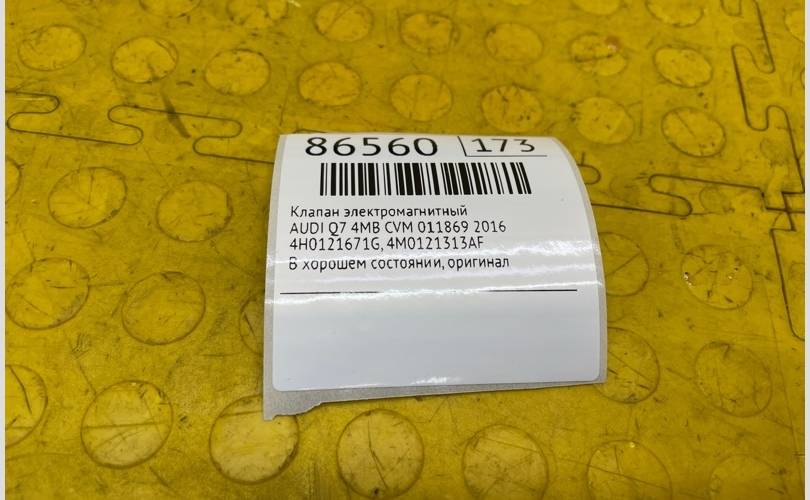 86560 173
Клапан электромагнитный
AUDI Q7 4MB CVM 011869 2016
4H0121671G, 4M0121313AF
В хорошем состоянии, оригинал